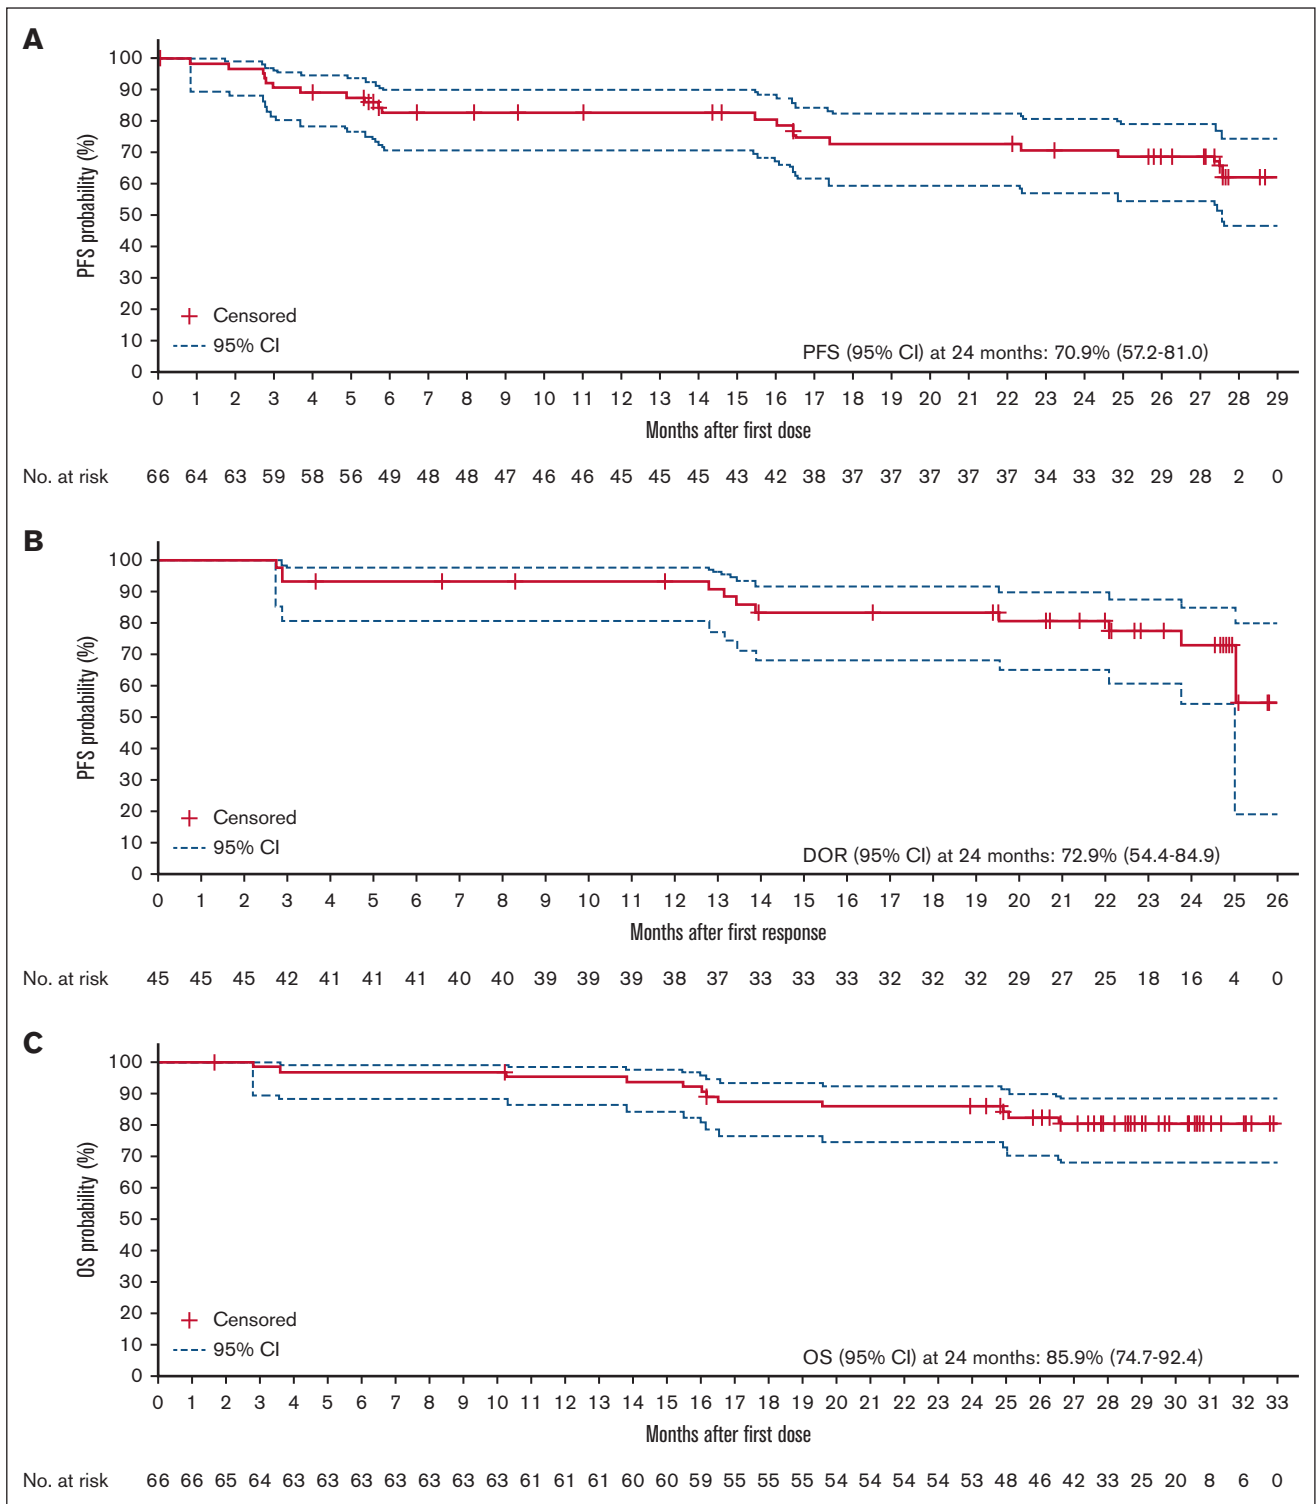 A
PFS probability (%)
100
90
80
70
60
50
40
30
20
10
0
Censored
95% CI
PFS (95% CI) at 24 months: 70.9% (57.2-81.0)
0 1 2 3 4 5 6 7 8 9 10 11 12 13 14 15 16 17 18 19 20 21 22 23 24 25 26 27 28 29
Months after first dose
No. at risk 66 64 63 59 58 56 49 48 48 47 46 46 45 45 45 43 42 38 37 37 37 37 37 34 33 32 29 28 2 0
B
PFS probability (%)
100
90
80
70
60
50
40
30
20
10
0
Censored
95% CI
DOR (95% CI) at 24 months: 72.9% (54.4-84.9)
0 1 2 3 4 5 6 7 8 9 10 11 12 13 14 15 16 17 18 19 20 21 22 23 24 25 26
Months after first response
No. at risk 45 45 45 42 41 41 41 40 40 39 39 39 38 37 33 33 33 32 32 32 29 27 25 18 16 4 0
C
OS probability (%)
100
90
80
70
60
50
40
30
20
10
0
Censored
95% CI
OS (95% CI) at 24 months: 85.9% (74.7-92.4)
0 1 2 3 4 5 6 7 8 9 10 11 12 13 14 15 16 17 18 19 20 21 22 23 24 25 26 27 28 29 30 31 32 33
Months after first dose
No. at risk 66 66 65 64 63 63 63 63 63 63 63 61 61 61 60 60 59 55 55 55 54 54 54 54 53 48 46 42 33 25 20 8 6 0